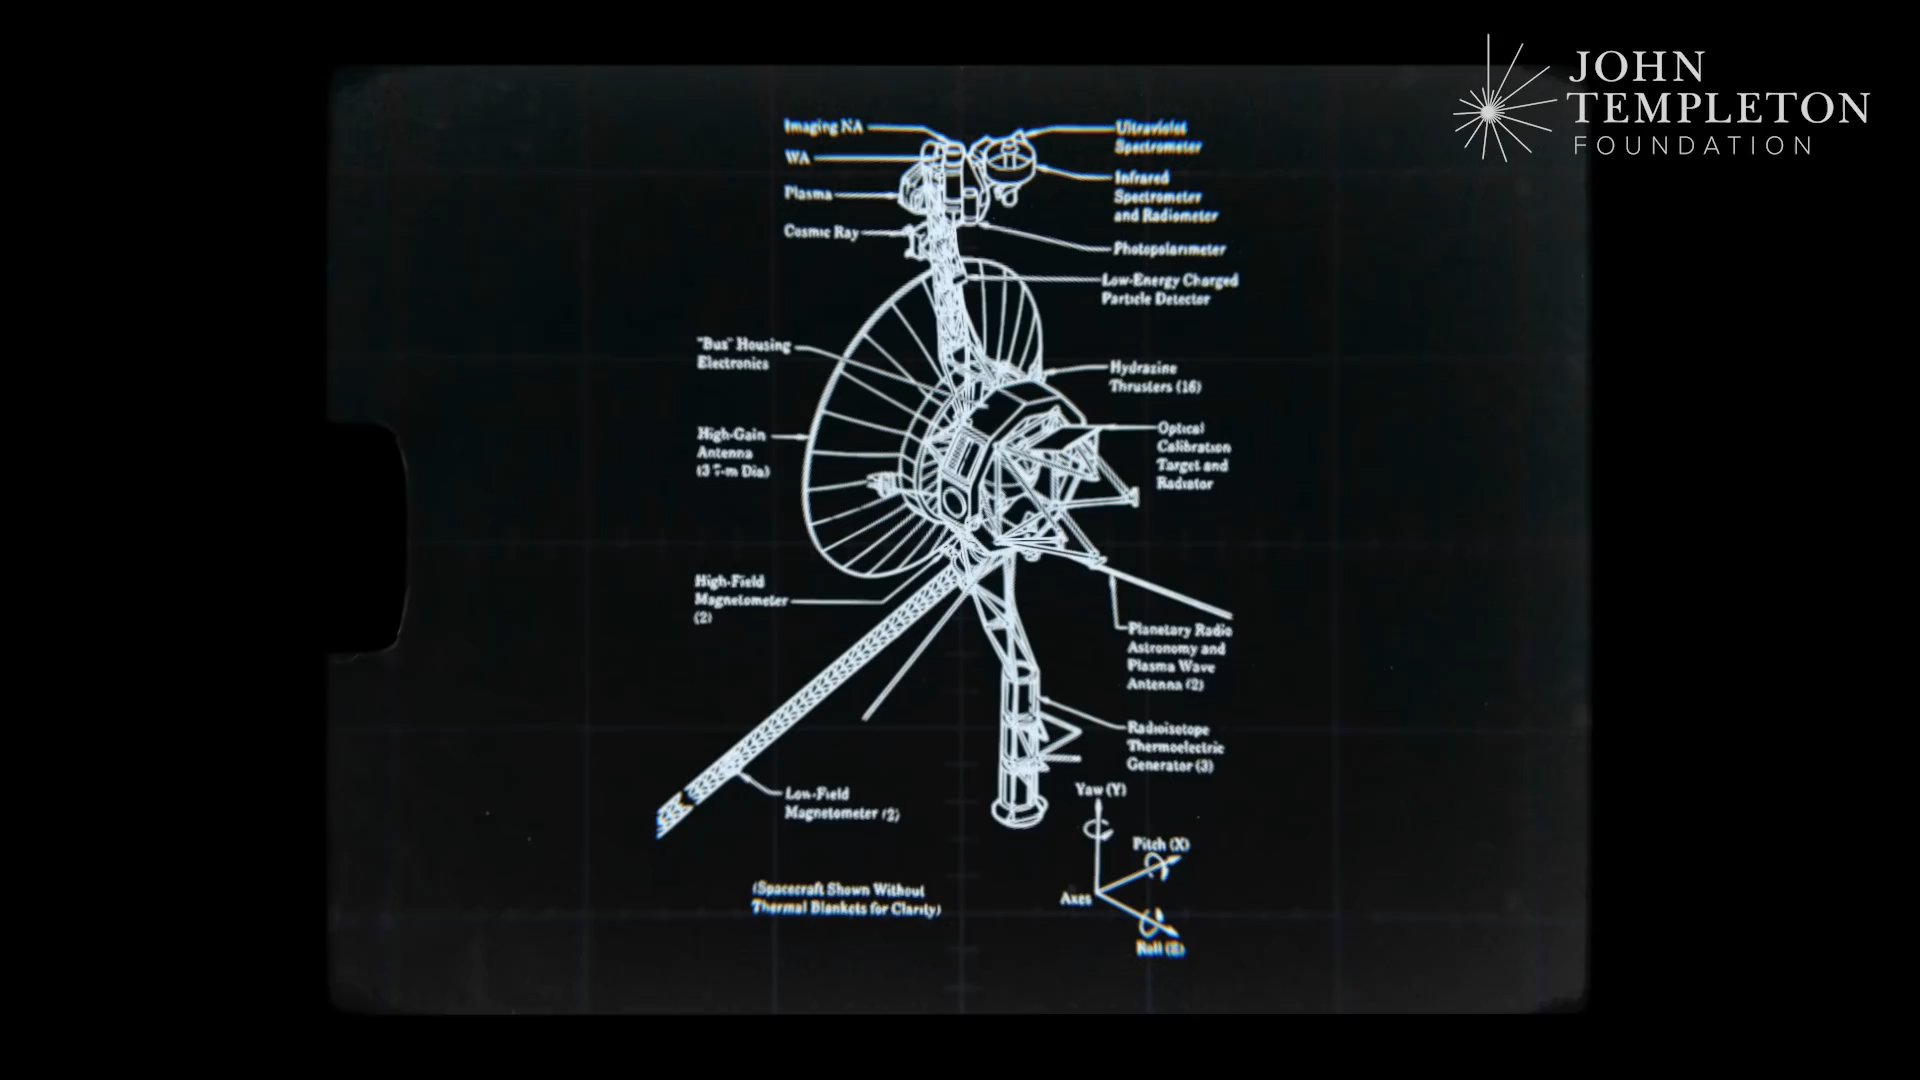 JOHN
TEMPLETON
FOUNDATION
Imaging NA
WA
Plasma
Cosmic Ray
Ultraviolet
Spectrometer
Infrared
Spectrometer
and Radiometer
Photopolarimeter
Low-Energy Charged
Particle Detector
"Bus" Housing
Electronics
Hydrazine
Thrusters (16)
High-Gain
Antenna
(3.7-m Dia)
Optical
Calibration
Target and
Radiator
High-Field
Magnetometer
(2)
Planetary Radio
Astronomy and
Plasma Wave
Antenna (2)
Radioisotope
Thermoelectric
Generator (3)
Low-Field
Magnetometer (2)
Yaw (Y)
Pitch (X)
Axes
Roll (Z)
(Spacecraft Shown Without
Thermal Blankets for Clarity)